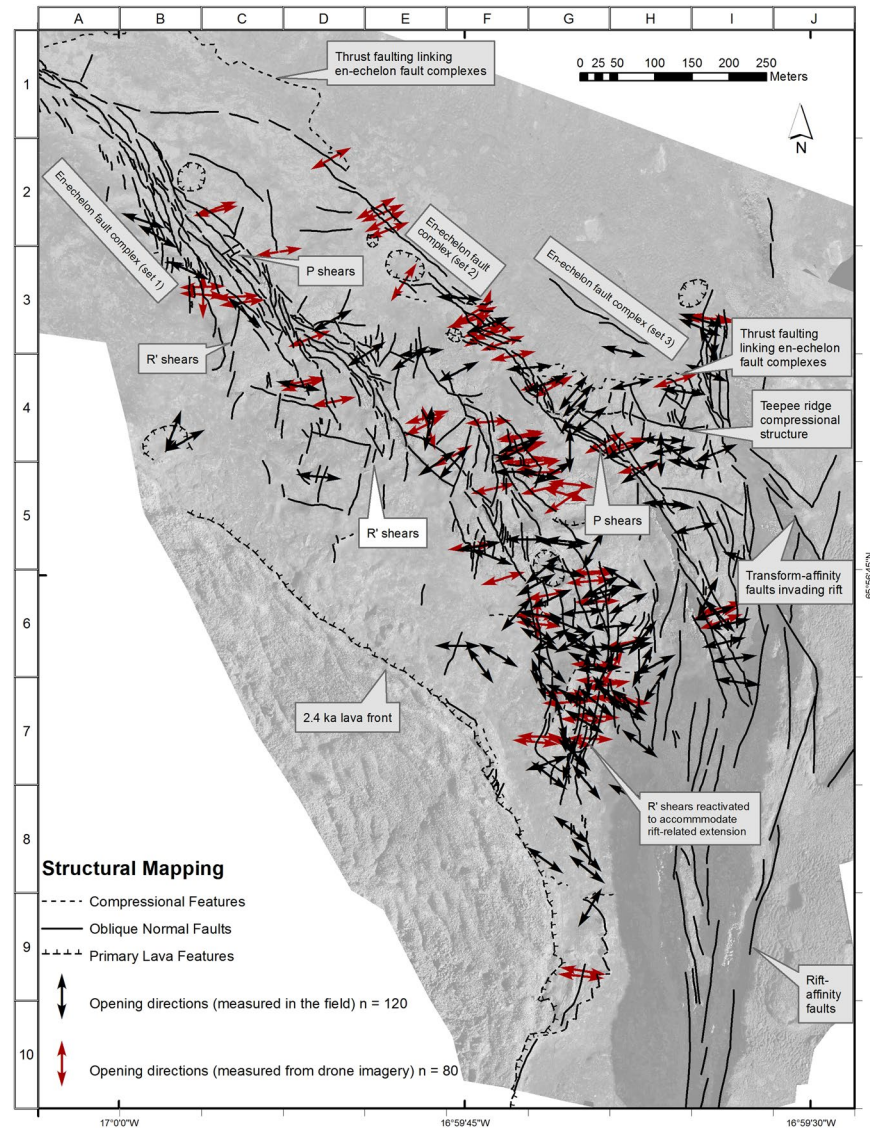 A B C D E F G H I J
1
2
3
4
5
6
7
8
9
10
Thrust faulting linking
en-echelon fault complexes
0 25 50 100 150 200 250
Meters
N
En-echelon fault complex (set 1)
En-echelon fault
complex (set 2)
En-echelon fault complex (set 3)
P shears
R' shears
Thrust faulting
linking en-echelon
fault complexes
Teepee ridge
compressional
structure
R' shears
P shears
Transform-affinity
faults invading rift
65°56'45"N
2.4 ka lava front
R' shears reactivated
to accommmodate
rift-related extension
Rift-
affinity
faults
Structural Mapping
Compressional Features
Oblique Normal Faults
Primary Lava Features
Opening directions (measured in the field) n = 120
Opening directions (measured from drone imagery) n = 80
17°0'0"W 16°59'45"W 16°59'30"W